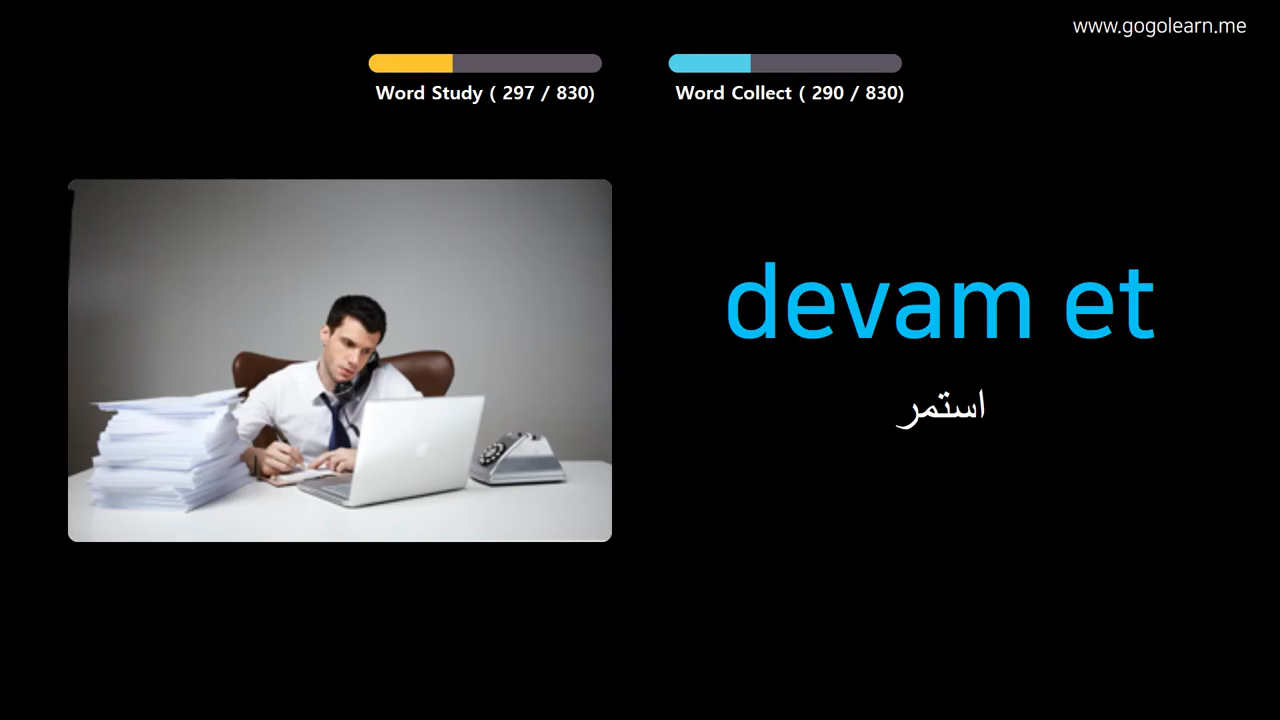 www.gogolearn.me
Word Study ( 297 / 830)
Word Collect ( 290 / 830)
devam et
استمر